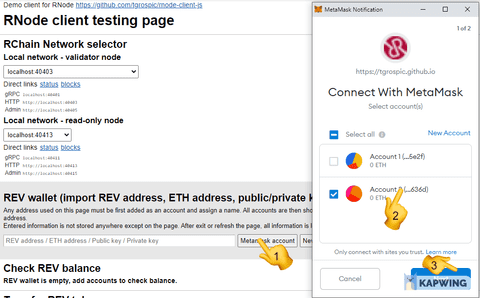 Demo client for RNode https://github.com/tgrospic/rnode-client-js
RNode client testing page
RChain Network selector
Local network - validator node
localhost 40403
Direct links status blocks
gRPC localhost:40401
HTTP http://localhost:40403
Admin http://localhost:40405
Local network - read-only node
localhost 40413
Direct links status blocks
gRPC localhost:40411
HTTP http://localhost:40413
Admin http://localhost:40415
REV wallet (import REV address, ETH address, public/private k
Any address used on this page must be first added as account and assign a name. All accounts are then sho
address.
Entered information is not stored anywhere except on the page. After exit or refresh the page, all information is l
REV address / ETH address / Public key / Private key
Metamask account
New
1
Check REV balance
REV wallet is empty, add accounts to check balance.
MetaMask Notification
1 of 2
https://tgrospic.github.io
Connect With MetaMask
Select account(s)
Select all
New Account
Account 1 (...5e2f)
0 ETH
Account (...636d)
0 ETH
2
Only connect with sites you trust. Learn more
3
Cancel
KAPWING